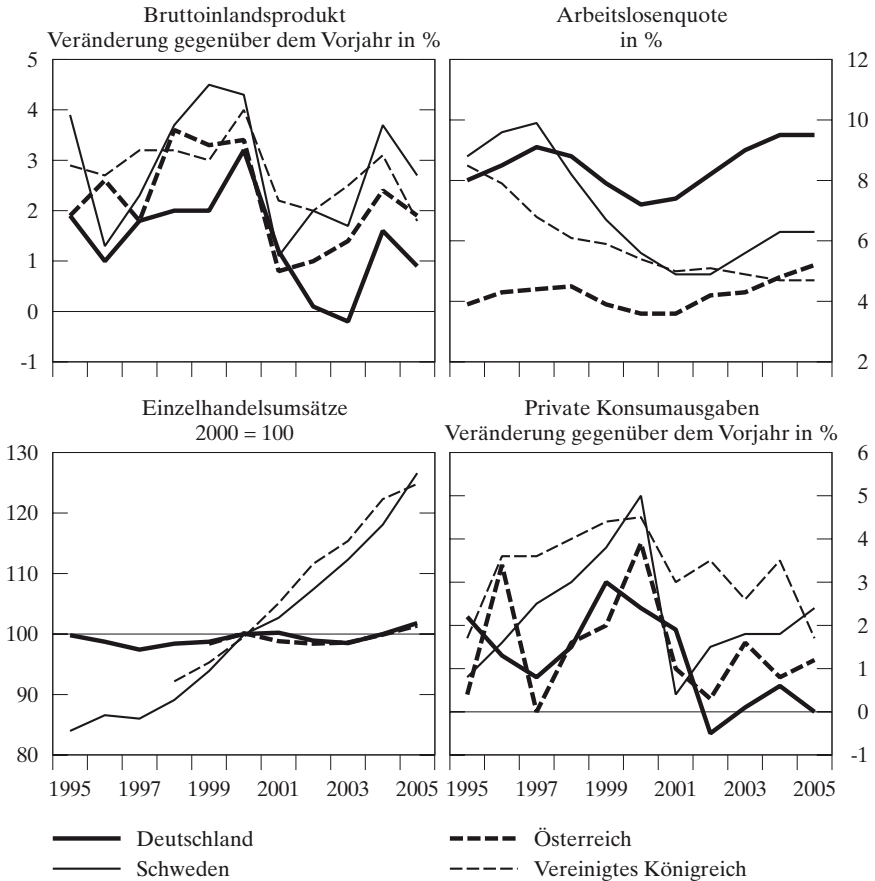 Bruttoinlandsprodukt
Veränderung gegenüber dem Vorjahr in %
5
4
3
2
1
0
-1
Arbeitslosenquote
in %
12
10
8
6
4
2
Einzelhandelsumsätze
2000 = 100
130
120
110
100
90
80
1995 1997 1999 2001 2003 2005
Private Konsumausgaben
Veränderung gegenüber dem Vorjahr in %
6
5
4
3
2
1
0
-1
1995 1997 1999 2001 2003 2005
Deutschland
Schweden
Österreich
Vereinigtes Königreich